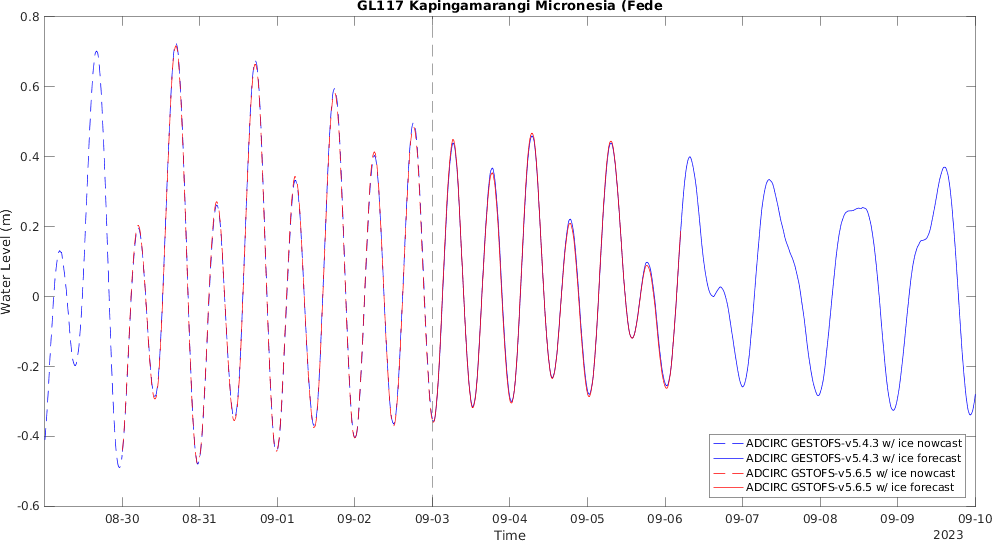 GL117 Kapingamarangi Micronesia (Fede
0.8
0.6
0.4
0.2
0
-0.2
-0.4
-0.6
Water Level (m)
08-30 08-31 09-01 09-02 09-03 09-04 09-05 09-06 09-07 09-08 09-09 09-10
Time
2023
ADCIRC GESTOFS-v5.4.3 w/ ice nowcast
ADCIRC GESTOFS-v5.4.3 w/ ice forecast
ADCIRC GSTOFS-v5.6.5 w/ ice nowcast
ADCIRC GSTOFS-v5.6.5 w/ ice forecast